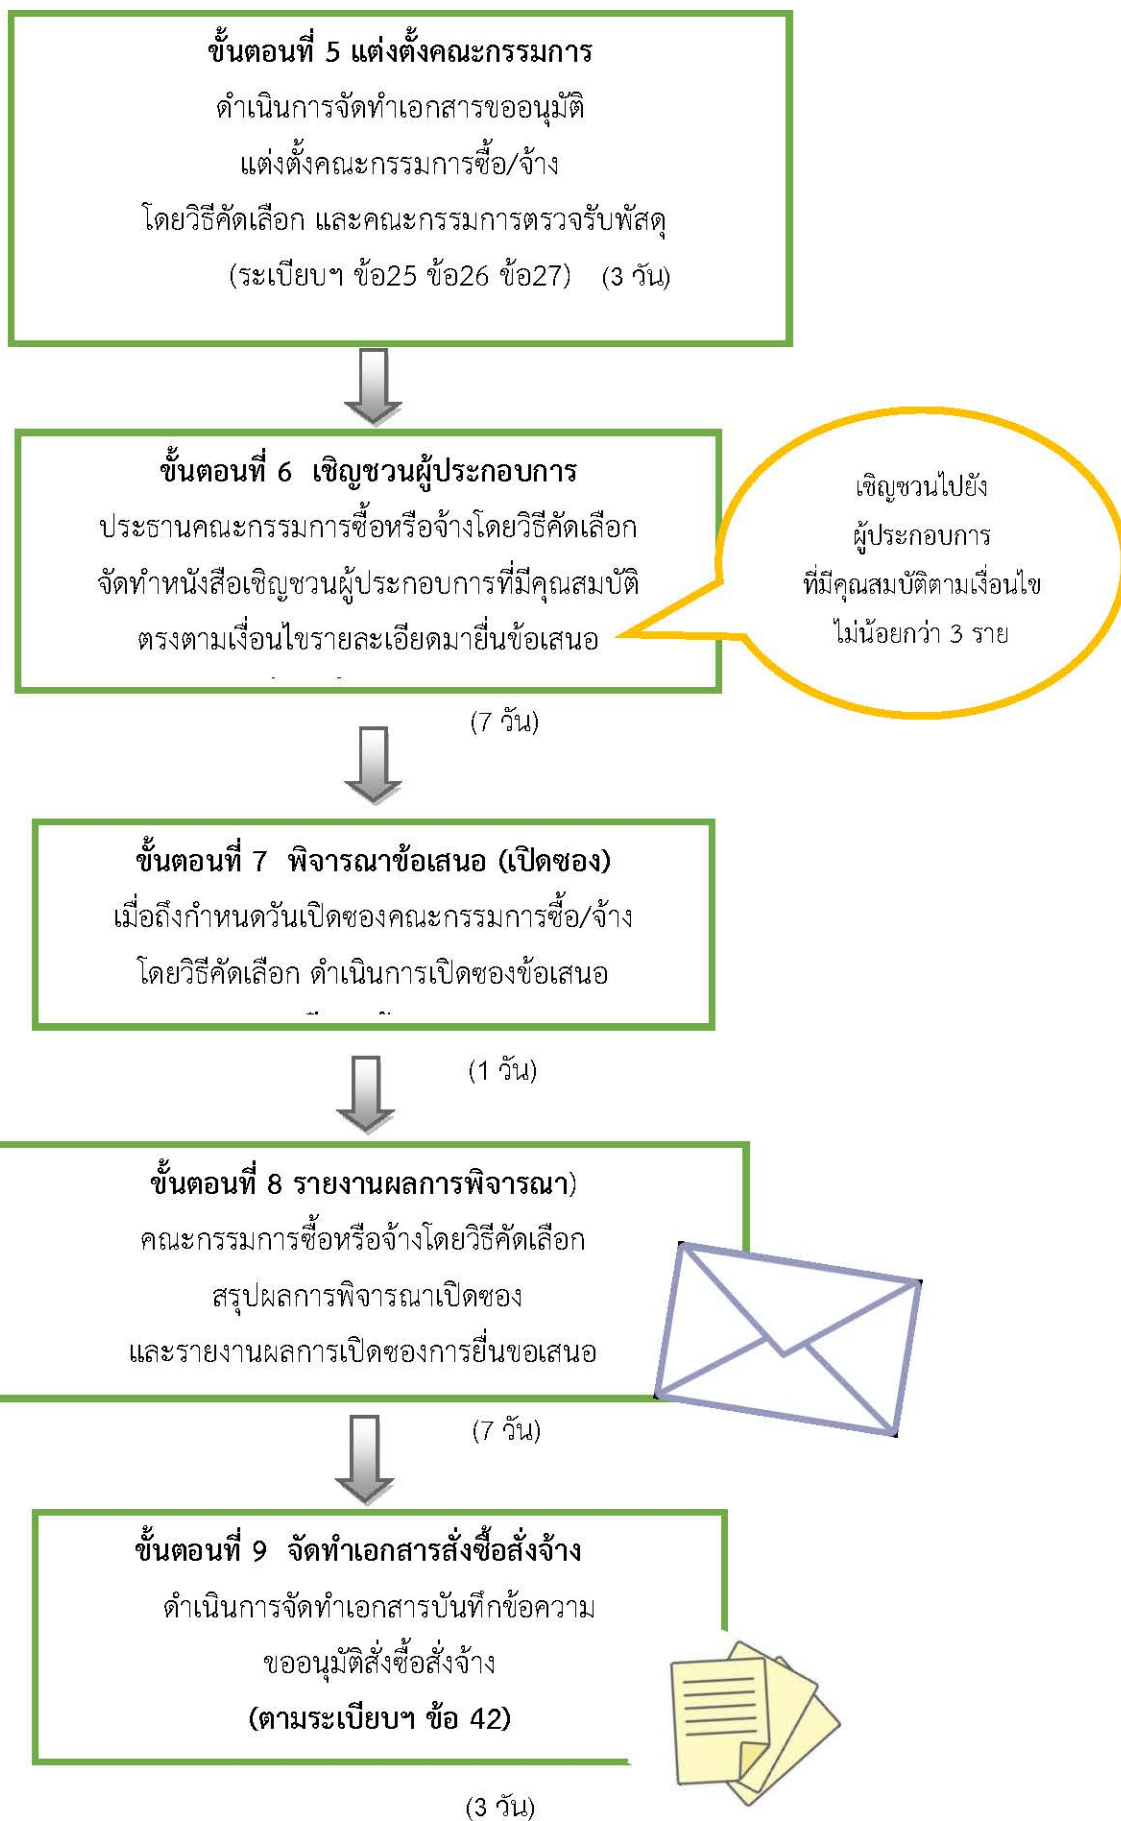 ขั้นตอนที่ 5 แต่งตั้งคณะกรรมการ
ดำเนินการจัดทำเอกสารขออนุมัติ
แต่งตั้งคณะกรรมการซื้อ/จ้าง
โดยวิธีคัดเลือก และคณะกรรมการตรวจรับพัสดุ
(ระเบียบฯ ข้อ25 ข้อ26 ข้อ27) (3 วัน)
ขั้นตอนที่ 6 เชิญชวนผู้ประกอบการ
ประธานคณะกรรมการซื้อหรือจ้างโดยวิธีคัดเลือก
จัดทำหนังสือเชิญชวนผู้ประกอบการที่มีคุณสมบัติ
ตรงตามเงื่อนไขรายละเอียดมายื่นข้อเสนอ
เชิญชวนไปยัง
ผู้ประกอบการ
ที่มีคุณสมบัติตามเงื่อนไข
ไม่น้อยกว่า 3 ราย
(7 วัน)
ขั้นตอนที่ 7 พิจารณาข้อเสนอ (เปิดซอง)
เมื่อถึงกำหนดวันเปิดซองคณะกรรมการซื้อ/จ้าง
โดยวิธีคัดเลือก ดำเนินการเปิดซองข้อเสนอ
(1 วัน)
ขั้นตอนที่ 8 รายงานผลการพิจารณา)
คณะกรรมการซื้อหรือจ้างโดยวิธีคัดเลือก
สรุปผลการพิจารณาเปิดซอง
และรายงานผลการเปิดซองการยื่นขอเสนอ
(7 วัน)
ขั้นตอนที่ 9 จัดทำเอกสารสั่งซื้อสั่งจ้าง
ดำเนินการจัดทำเอกสารบันทึกข้อความ
ขออนุมัติสั่งซื้อสั่งจ้าง
(ตามระเบียบฯ ข้อ 42)
(3 วัน)